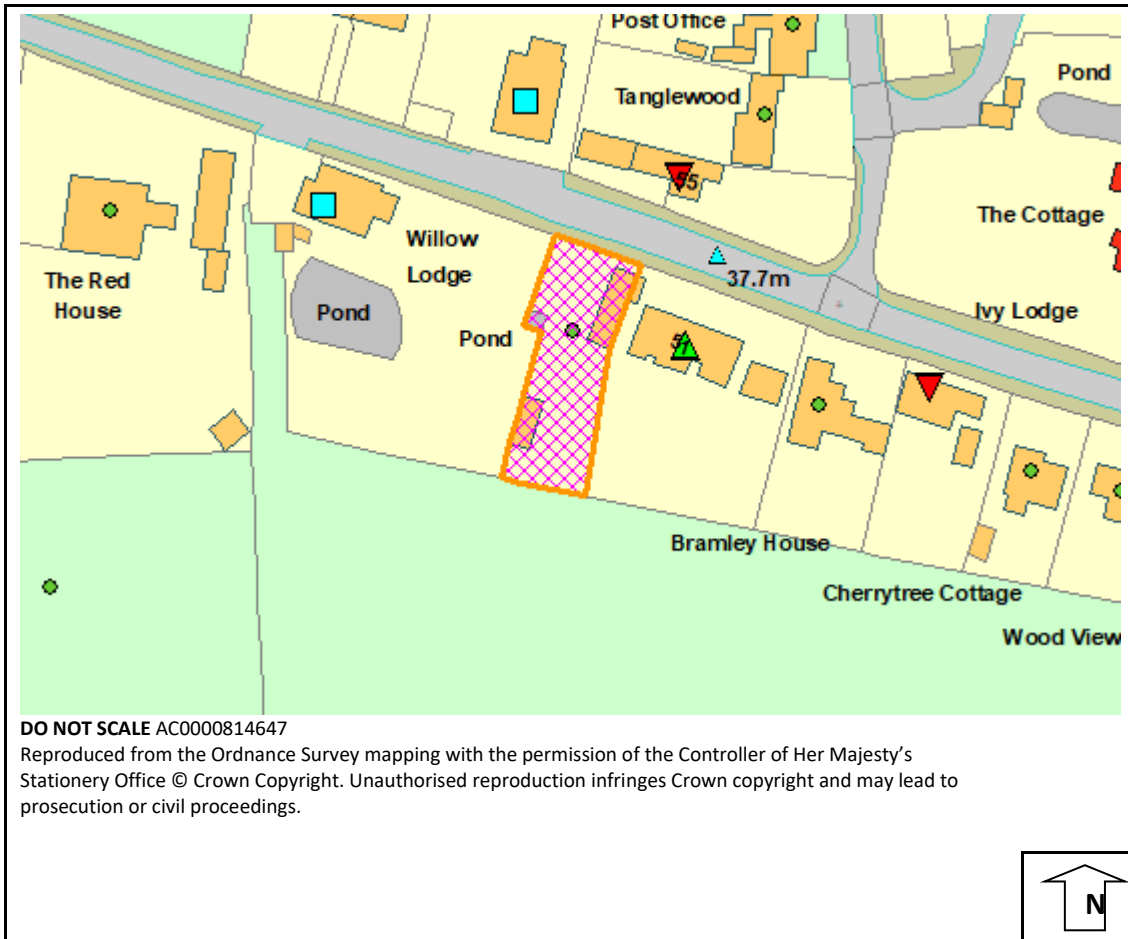 Post Office
Pond
Tanglewood
55
The Cottage
Willow
Lodge
37.7m
The Red
House
Pond
Pond
Ivy Lodge
51
Bramley House
Cherrytree Cottage
Wood View
DO NOT SCALE AC0000814647
Reproduced from the Ordnance Survey mapping with the permission of the Controller of Her Majesty’s
Stationery Office © Crown Copyright. Unauthorised reproduction infringes Crown copyright and may lead to
prosecution or civil proceedings.
N